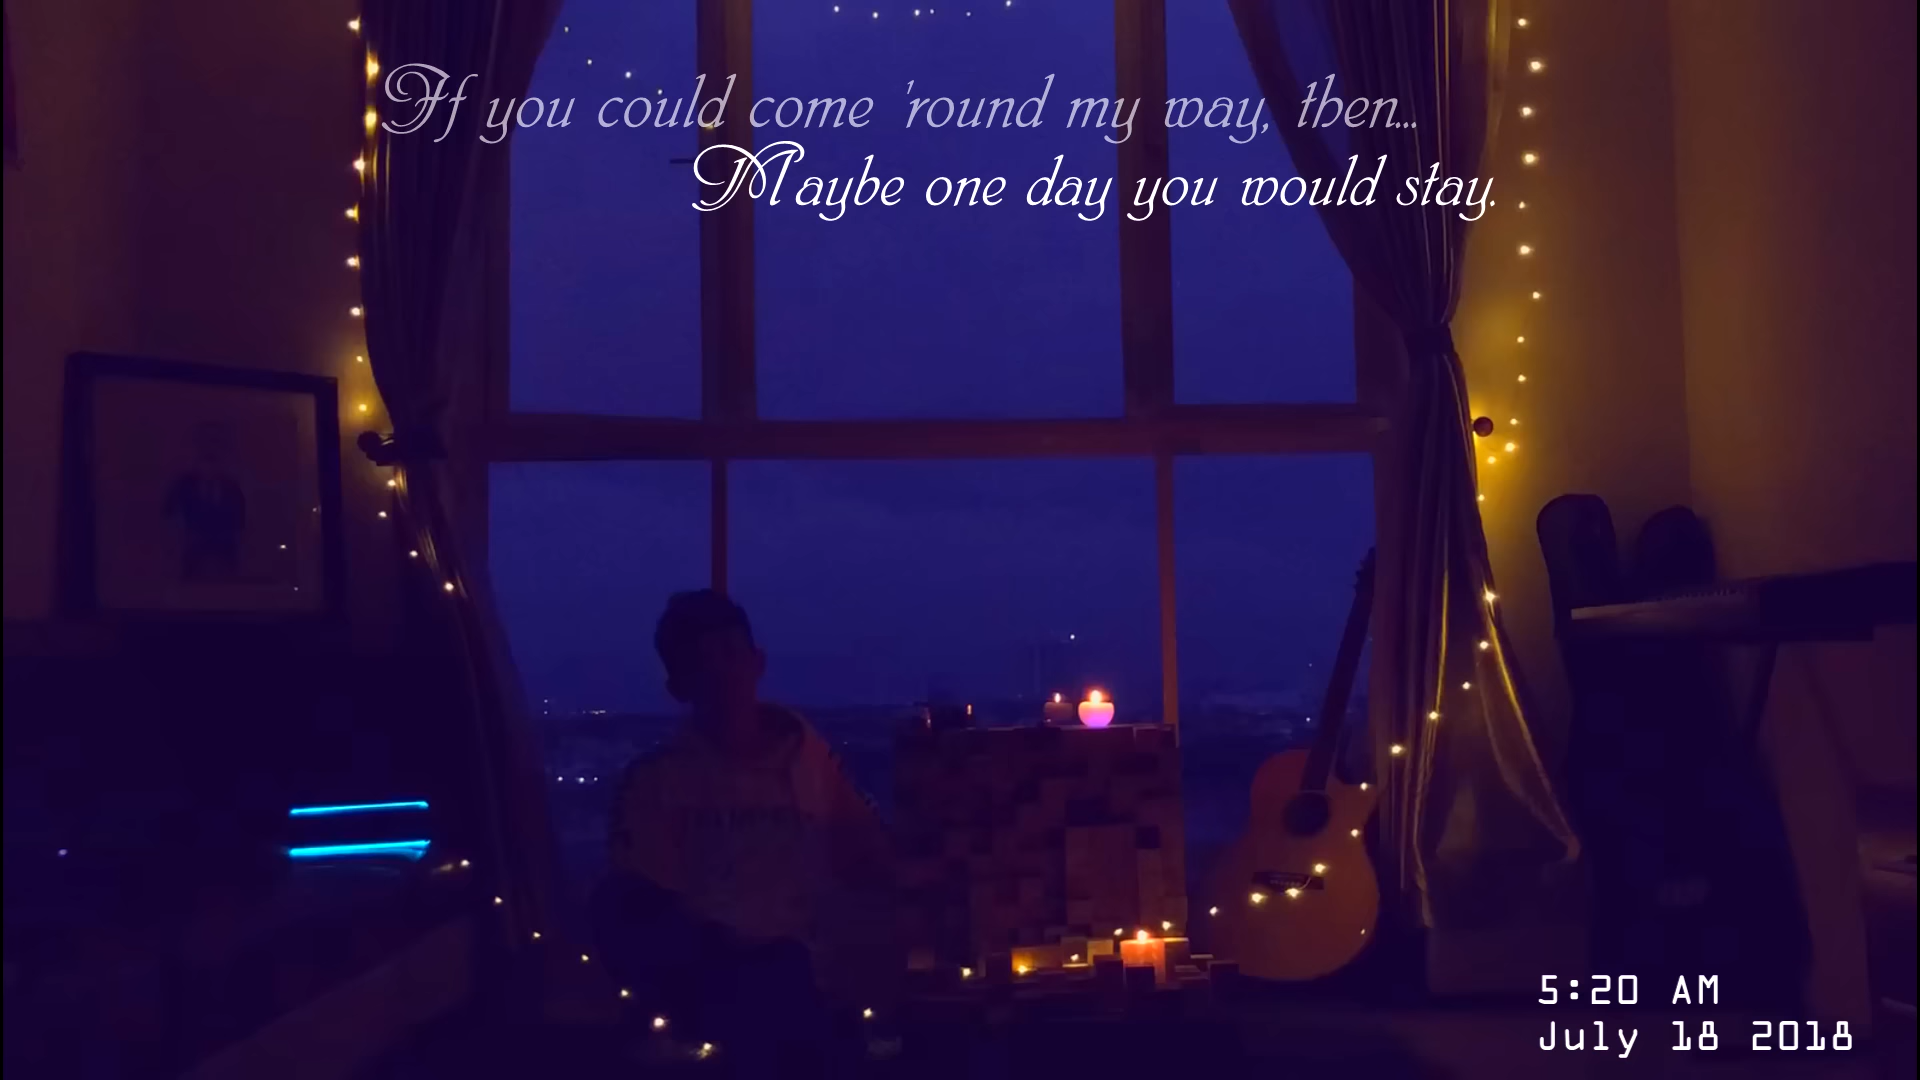 If you could come 'round my way, then...
Maybe one day you would stay.
5:20 AM
July 18 2018